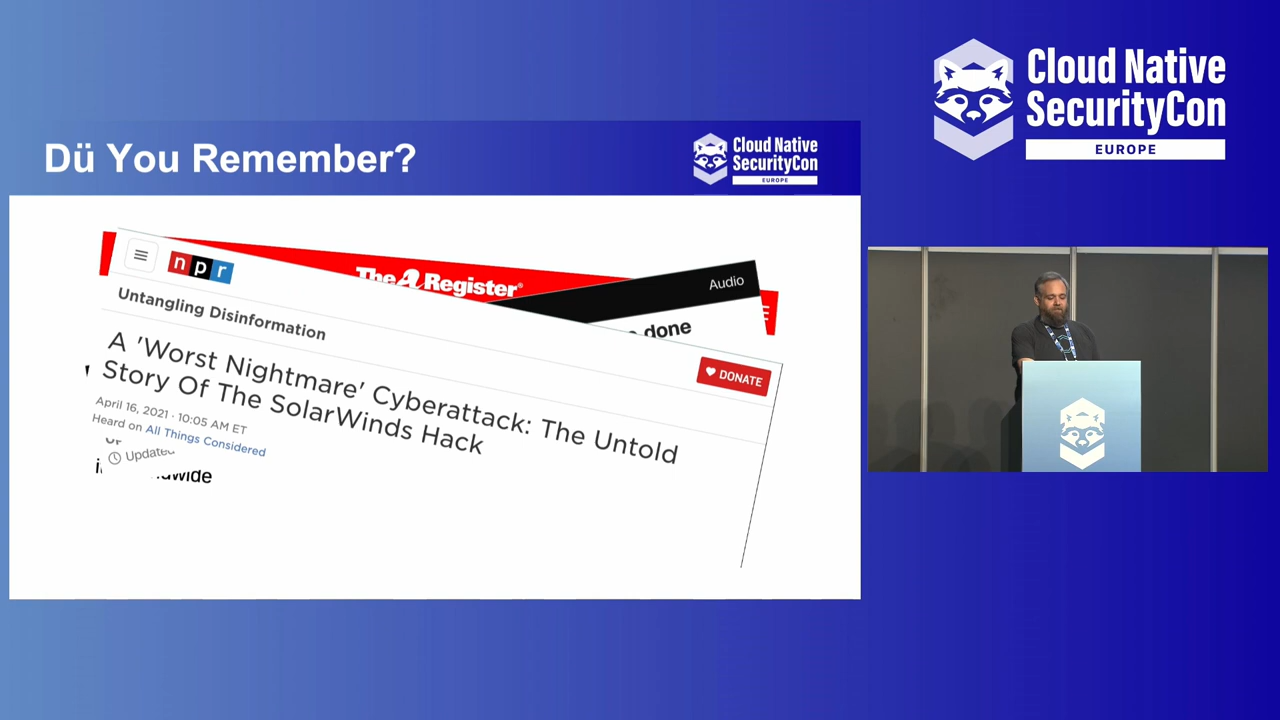 Cloud Native
SecurityCon
EUROPE
Dü You Remember?
Cloud Native
SecurityCon
EUROPE
npr
The Register®
Audio
done
Untangling Disinformation
DONATE
A 'Worst Nightmare' Cyberattack: The Untold
Story Of The SolarWinds Hack
April 16, 2021 · 10:05 AM ET
Heard on All Things Considered
Updated